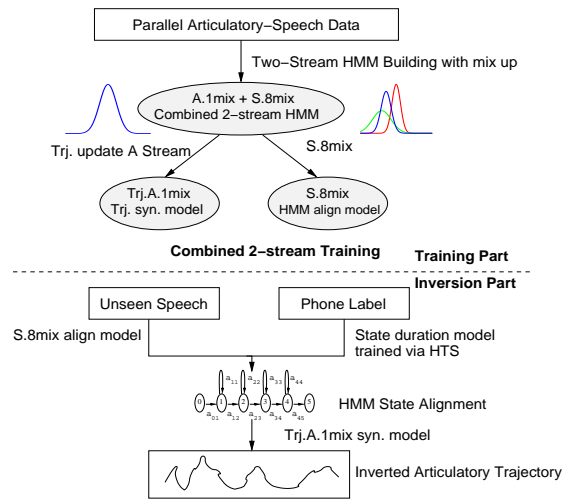 Parallel Articulatory−Speech Data
Two−Stream HMM Building with mix up
A.1mix + S.8mix
Combined 2−stream HMM
Trj. update A Stream
S.8mix
Trj.A.1mix
Trj. syn. model
S.8mix
HMM align model
Combined 2−stream Training
Training Part
Inversion Part
Unseen Speech
Phone Label
S.8mix align model
State duration model
trained via HTS
a11 a22 a33 a44
0 1 2 3 4 5
a01 a12 a23 a34 a45
HMM State Alignment
Trj.A.1mix syn. model
Inverted Articulatory Trajectory